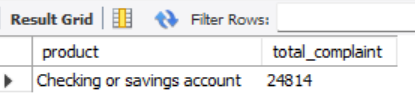 Result Grid Filter Rows:
product total_complaint
Checking or savings account 24814